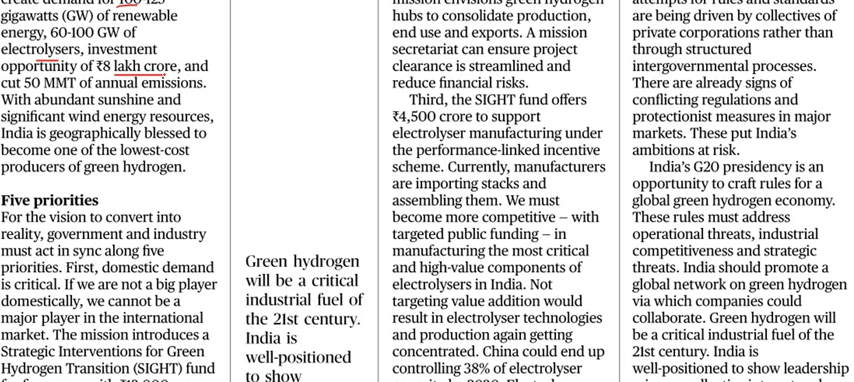 gigawatts (GW) of renewable
energy, 60-100 GW of
electrolysers, investment
opportunity of ₹8 lakh crore, and
cut 50 MMT of annual emissions.
With abundant sunshine and
significant wind energy resources,
India is geographically blessed to
become one of the lowest-cost
producers of green hydrogen.
Five priorities
For the vision to convert into
reality, government and industry
must act in sync along five
priorities. First, domestic demand
is critical. If we are not a big player
domestically, we cannot be a
major player in the international
market. The mission introduces a
Strategic Interventions for Green
Hydrogen Transition (SIGHT) fund
Green hydrogen
will be a critical
industrial fuel of
the 21st century.
India is
well-positioned
to show
mission envisions green hydrogen
hubs to consolidate production,
end use and exports. A mission
secretariat can ensure project
clearance is streamlined and
reduce financial risks.
Third, the SIGHT fund offers
₹4,500 crore to support
electrolyser manufacturing under
the performance-linked incentive
scheme. Currently, manufacturers
are importing stacks and
assembling them. We must
become more competitive — with
targeted public funding — in
manufacturing the most critical
and high-value components of
electrolysers in India. Not
targeting value addition would
result in electrolyser technologies
and production again getting
concentrated. China could end up
controlling 38% of electrolyser
attempts for rules and standards
are being driven by collectives of
private corporations rather than
through structured
intergovernmental processes.
There are already signs of
conflicting regulations and
protectionist measures in major
markets. These put India's
ambitions at risk.
India's G20 presidency is an
opportunity to craft rules for a
global green hydrogen economy.
These rules must address
operational threats, industrial
competitiveness and strategic
threats. India should promote a
global network on green hydrogen
via which companies could
collaborate. Green hydrogen will
be a critical industrial fuel of the
21st century. India is
well-positioned to show leadership